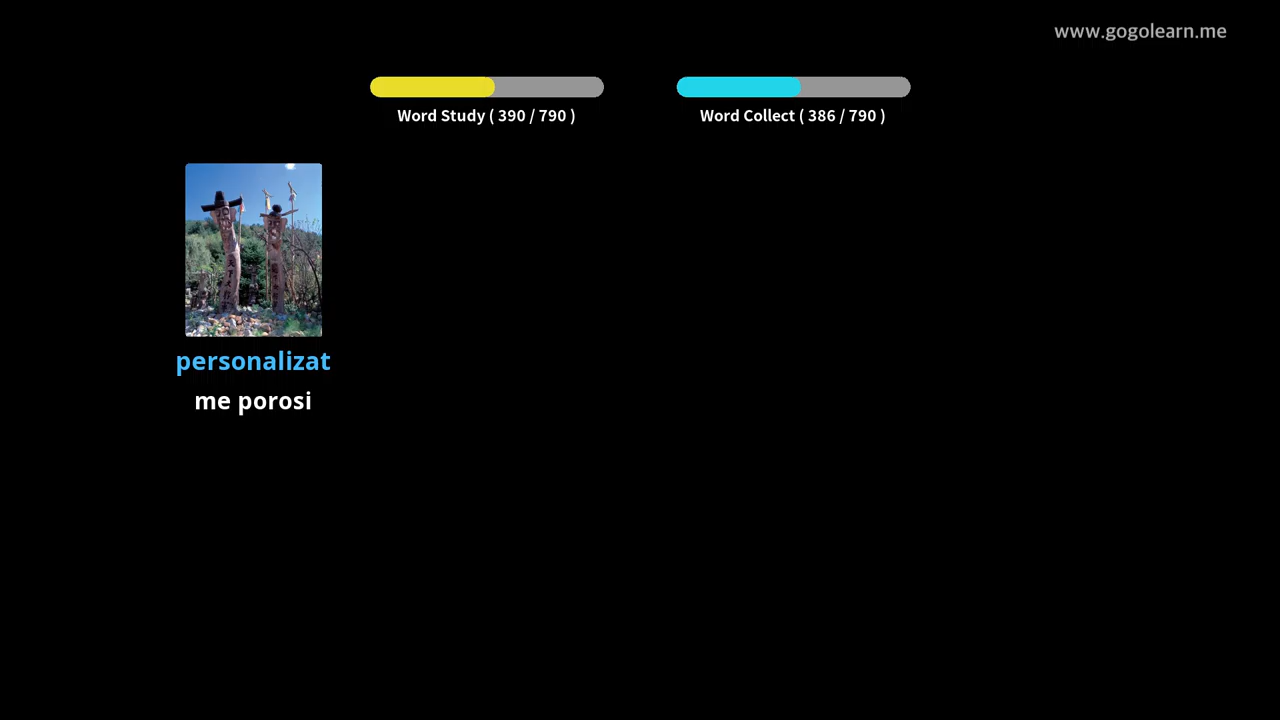 www.gogolearn.me
Word Study ( 390 / 790 )
Word Collect ( 386 / 790 )
personalizat
me porosi